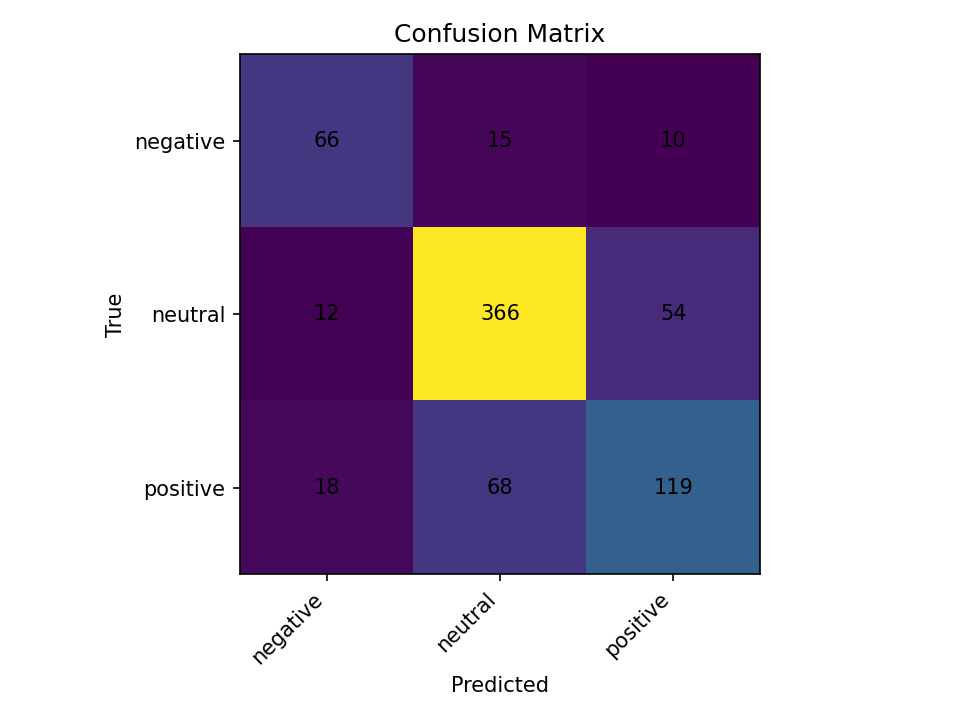 Confusion Matrix
negative 66 15 10
neutral 12 366 54
positive 18 68 119
True
negative neutral positive
Predicted